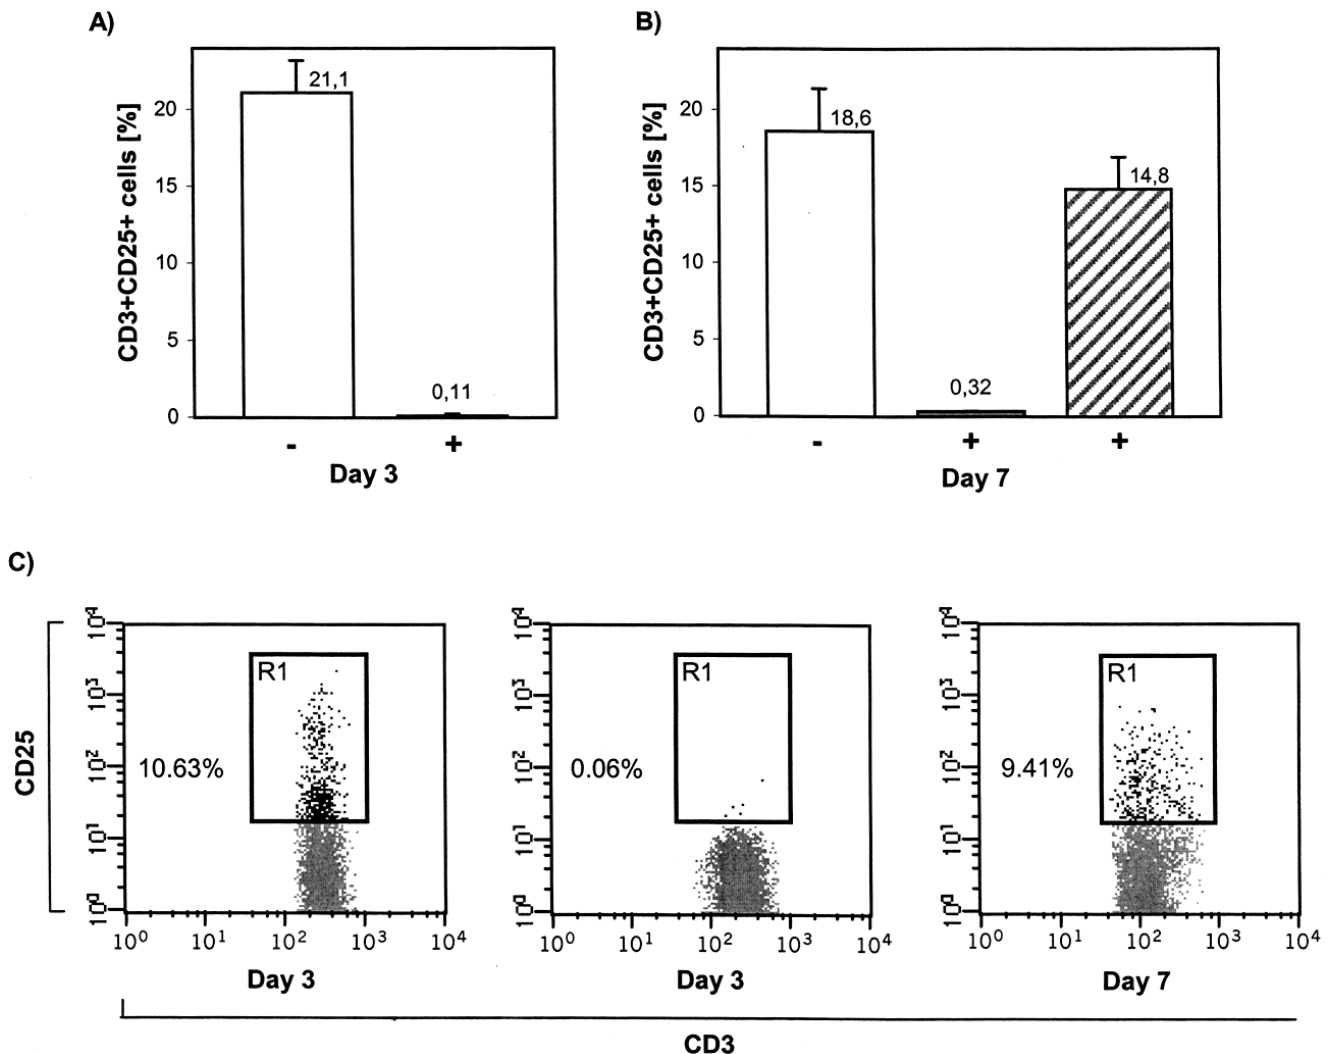 A)
CD3+CD25+ cells [%]
20
15
10
5
0
21,1
0,11
- +
Day 3
B)
CD3+CD25+ cells [%]
20
15
10
5
0
18,6
0,32
14,8
- + +
Day 7
C)
CD25
10⁴
10³
10²
10¹
10⁰
R1
10.63%
10⁰ 10¹ 10² 10³ 10⁴
Day 3
10⁴
10³
10²
10¹
10⁰
R1
0.06%
10⁰ 10¹ 10² 10³ 10⁴
Day 3
10⁴
10³
10²
10¹
10⁰
R1
9.41%
10⁰ 10¹ 10² 10³ 10⁴
Day 7
CD3